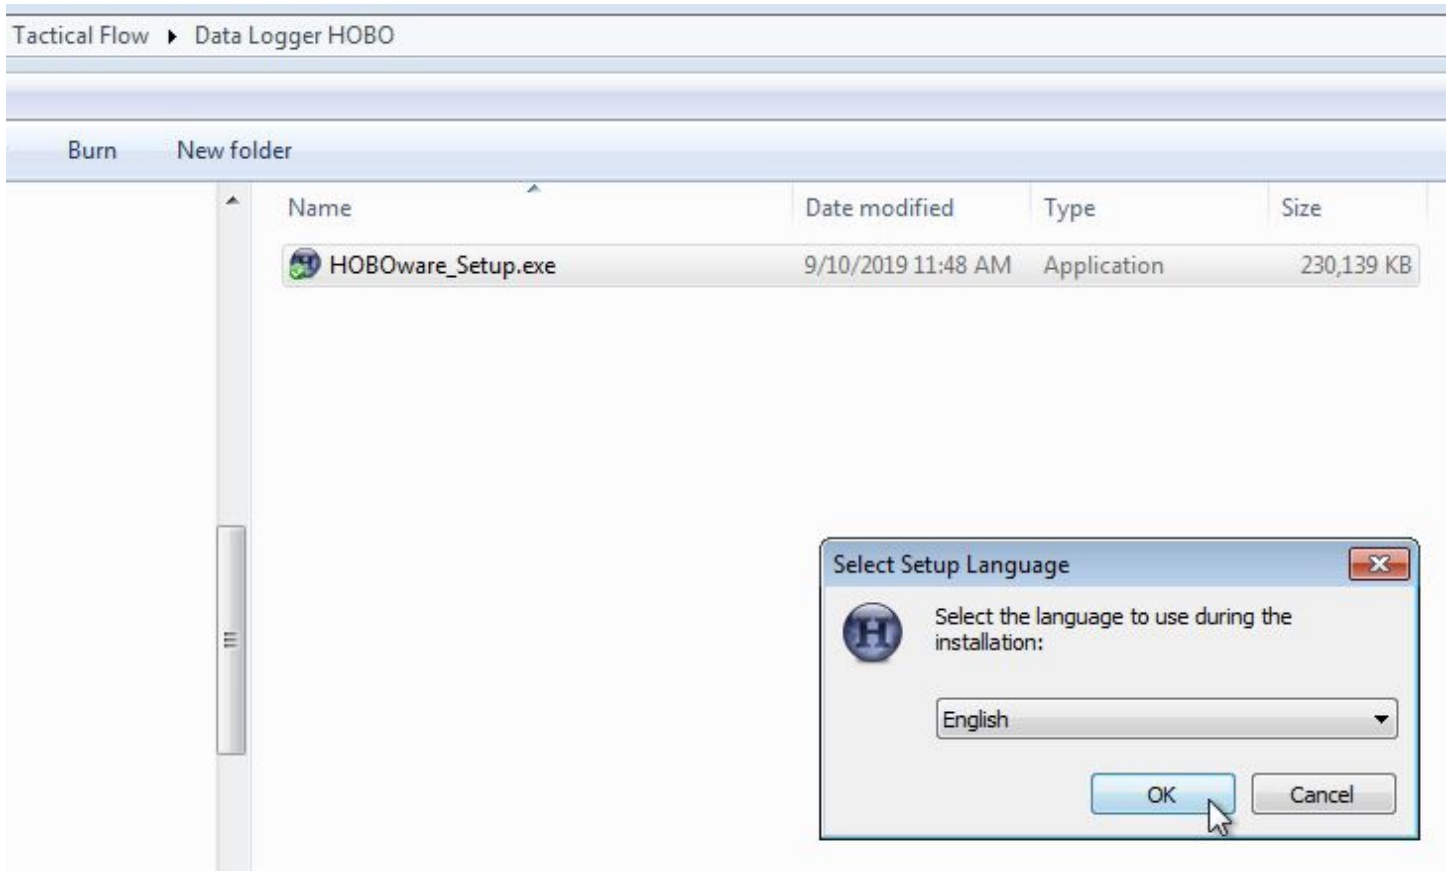 Tactical Flow ▸ Data Logger HOBO
Burn New folder
Name Date modified Type Size
HOBOware_Setup.exe 9/10/2019 11:48 AM Application 230,139 KB
Select Setup Language
H
Select the language to use during the
installation:
English
OK Cancel